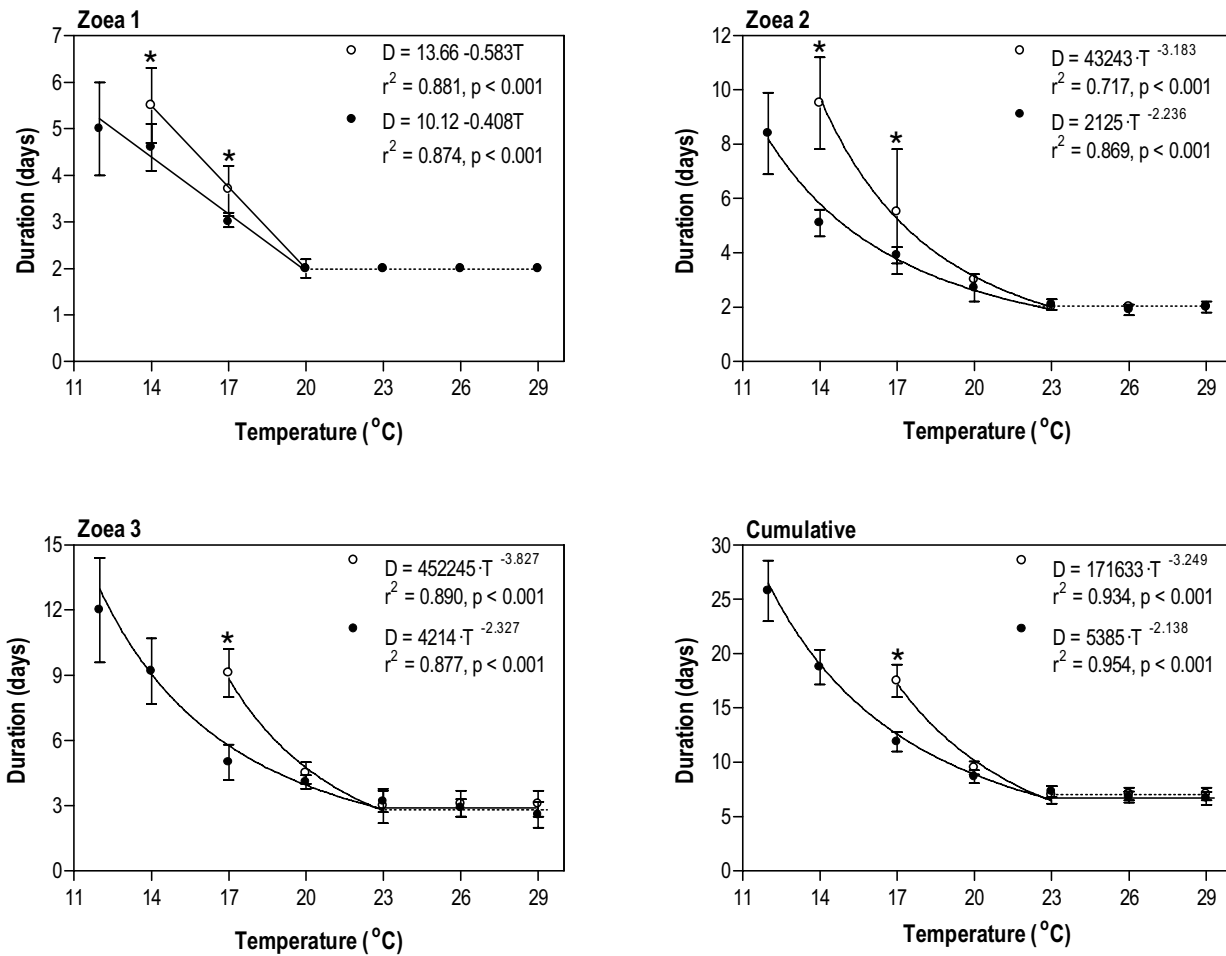 Zoea 1
7
6
5
4
3
2
1
0
Duration (days)
*
*
D = 13.66 -0.583T
r² = 0.881, p < 0.001
D = 10.12 -0.408T
r² = 0.874, p < 0.001
11 14 17 20 23 26 29
Temperature (°C)
Zoea 2
12
10
8
6
4
2
0
Duration (days)
*
*
D = 43243·T -3.183
r² = 0.717, p < 0.001
D = 2125·T -2.236
r² = 0.869, p < 0.001
11 14 17 20 23 26 29
Temperature (°C)
Zoea 3
15
12
9
6
3
0
Duration (days)
*
D = 452245·T -3.827
r² = 0.890, p < 0.001
D = 4214·T -2.327
r² = 0.877, p < 0.001
11 14 17 20 23 26 29
Temperature (°C)
Cumulative
30
25
20
15
10
5
0
Duration (days)
*
D = 171633·T -3.249
r² = 0.934, p < 0.001
D = 5385·T -2.138
r² = 0.954, p < 0.001
11 14 17 20 23 26 29
Temperature (°C)